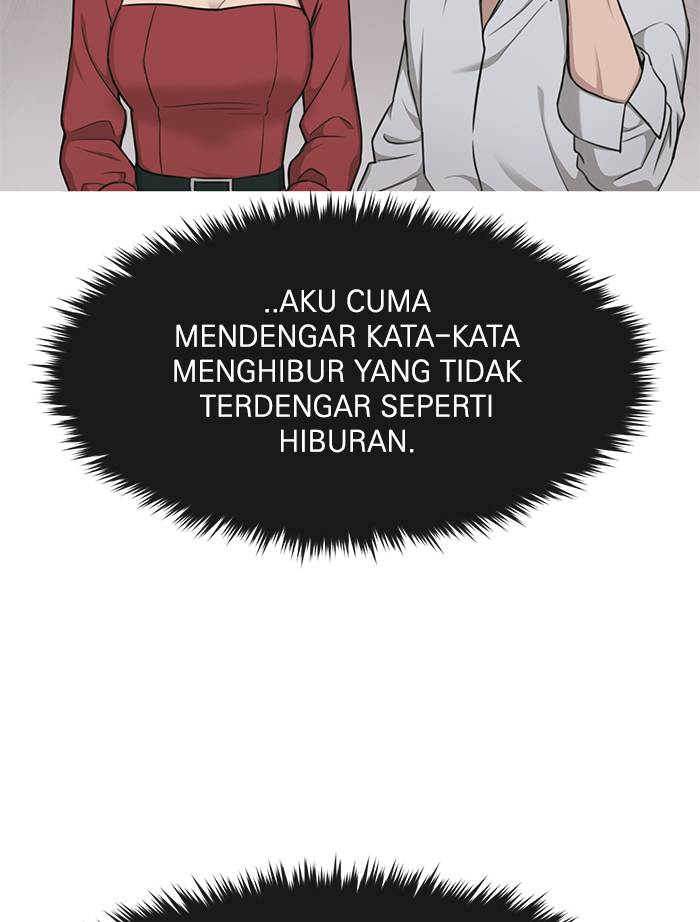 ..AKU CUMA
MENDENGAR KATA-KATA
MENGHIBUR YANG TIDAK
TERDENGAR SEPERTI
HIBURAN.